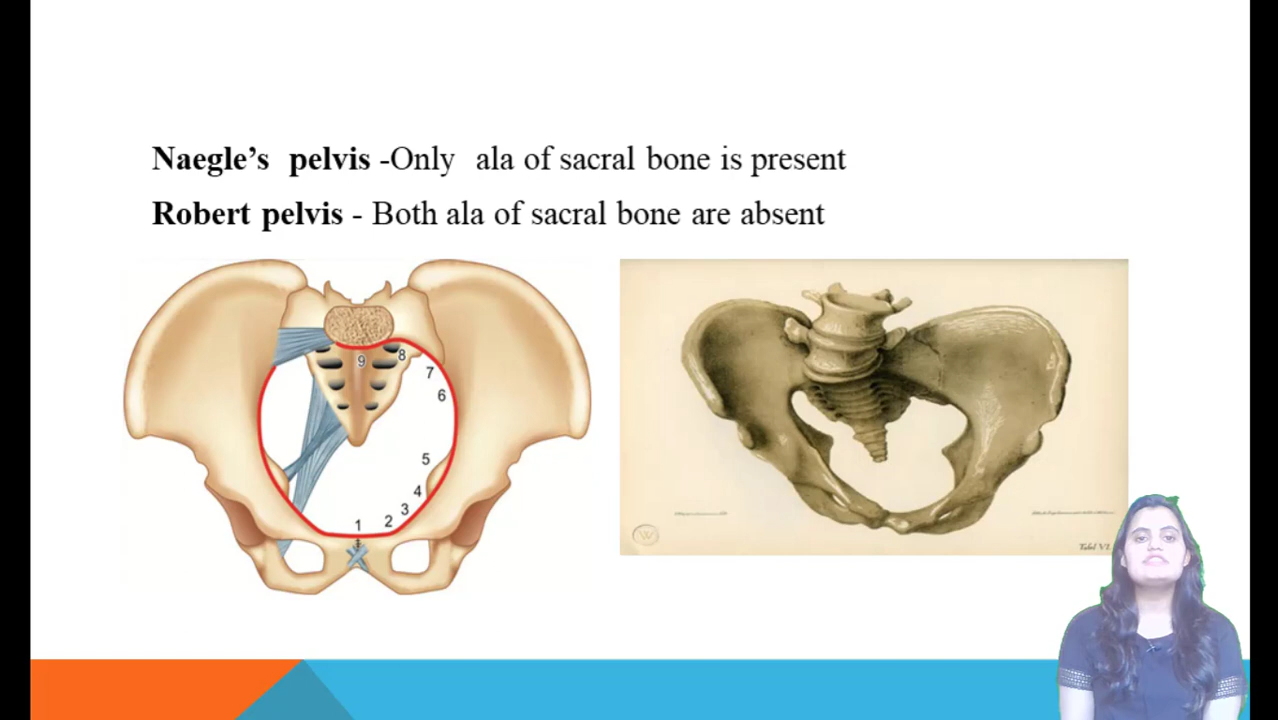 Naegle’s pelvis -Only ala of sacral bone is present
Robert pelvis - Both ala of sacral bone are absent
9
8
7
6
5
4
3
2
1
W
Tabel VI.